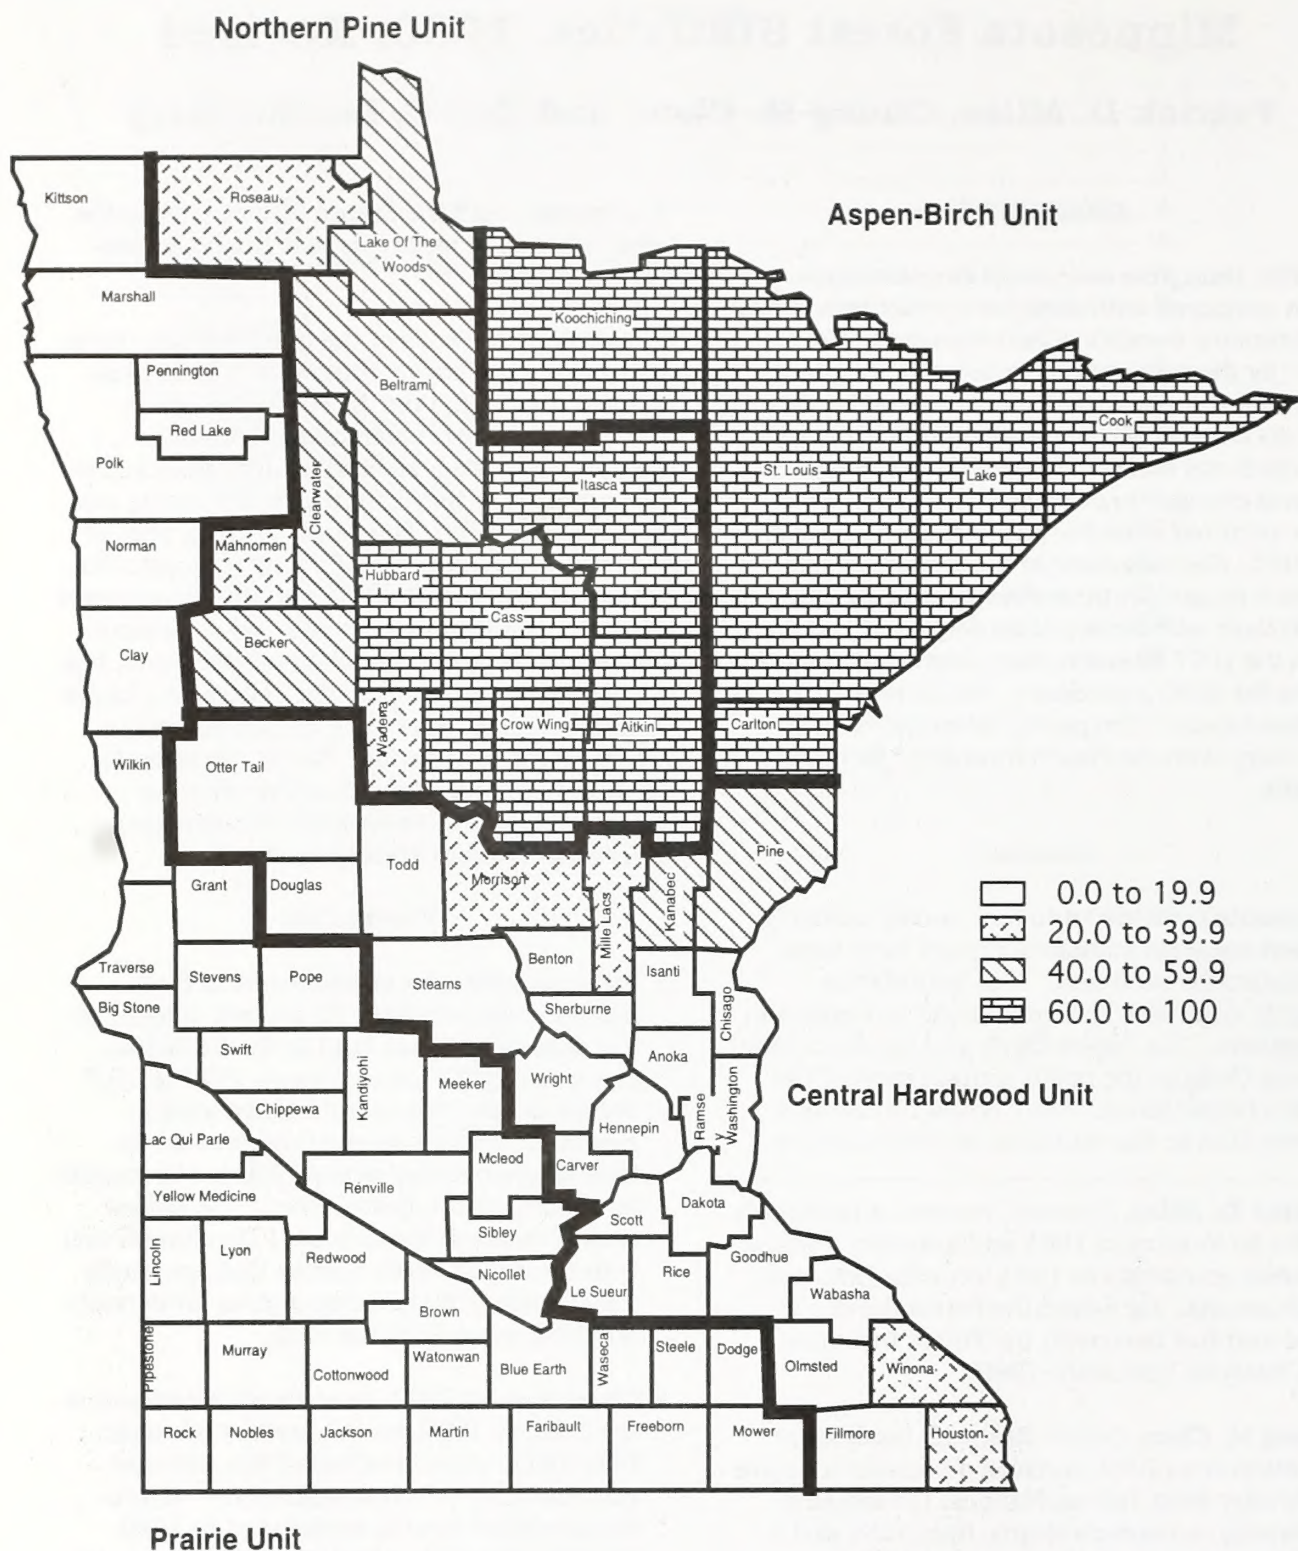 Northern Pine Unit
Aspen-Birch Unit
Kittson
Roseau
Lake Of The
Woods
Marshall
Koochiching
Pennington
Beltrami
Red Lake
Cook
Polk
Clearwater
Itasca
St. Louis
Lake
Norman
Mahnomen
Hubbard
Cass
Clay
Becker
Wadena
Crow Wing
Aitkin
Carlton
Wilkin
Otter Tail
Todd
Pine
Grant
Douglas
Morrison
Mille Lacs
Kanabec
0.0 to 19.9
20.0 to 39.9
40.0 to 59.9
60.0 to 100
Traverse
Stevens
Pope
Stearns
Benton
Isanti
Chisago
Big Stone
Sherburne
Swift
Kandiyohi
Meeker
Wright
Anoka
Washington
Central Hardwood Unit
Chippewa
Ramse
y
Hennepin
Lac Qui Parle
Mcleod
Carver
Yellow Medicine
Renville
Dakota
Scott
Sibley
Lincoln
Lyon
Redwood
Nicollet
Le Sueur
Rice
Goodhue
Wabasha
Brown
Pipestone
Murray
Cottonwood
Watonwan
Blue Earth
Waseca
Steele
Dodge
Olmsted
Winona
Rock
Nobles
Jackson
Martin
Faribault
Freeborn
Mower
Fillmore
Houston
Prairie Unit